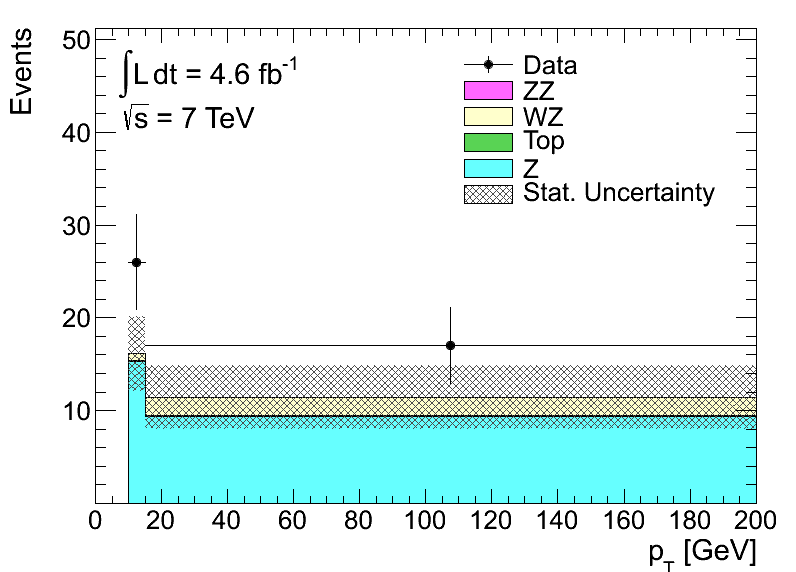 Events
50
40
30
20
10
∫L dt = 4.6 fb⁻¹
√s = 7 TeV
Data
ZZ
WZ
Top
Z
Stat. Uncertainty
0 20 40 60 80 100 120 140 160 180 200
p_T [GeV]